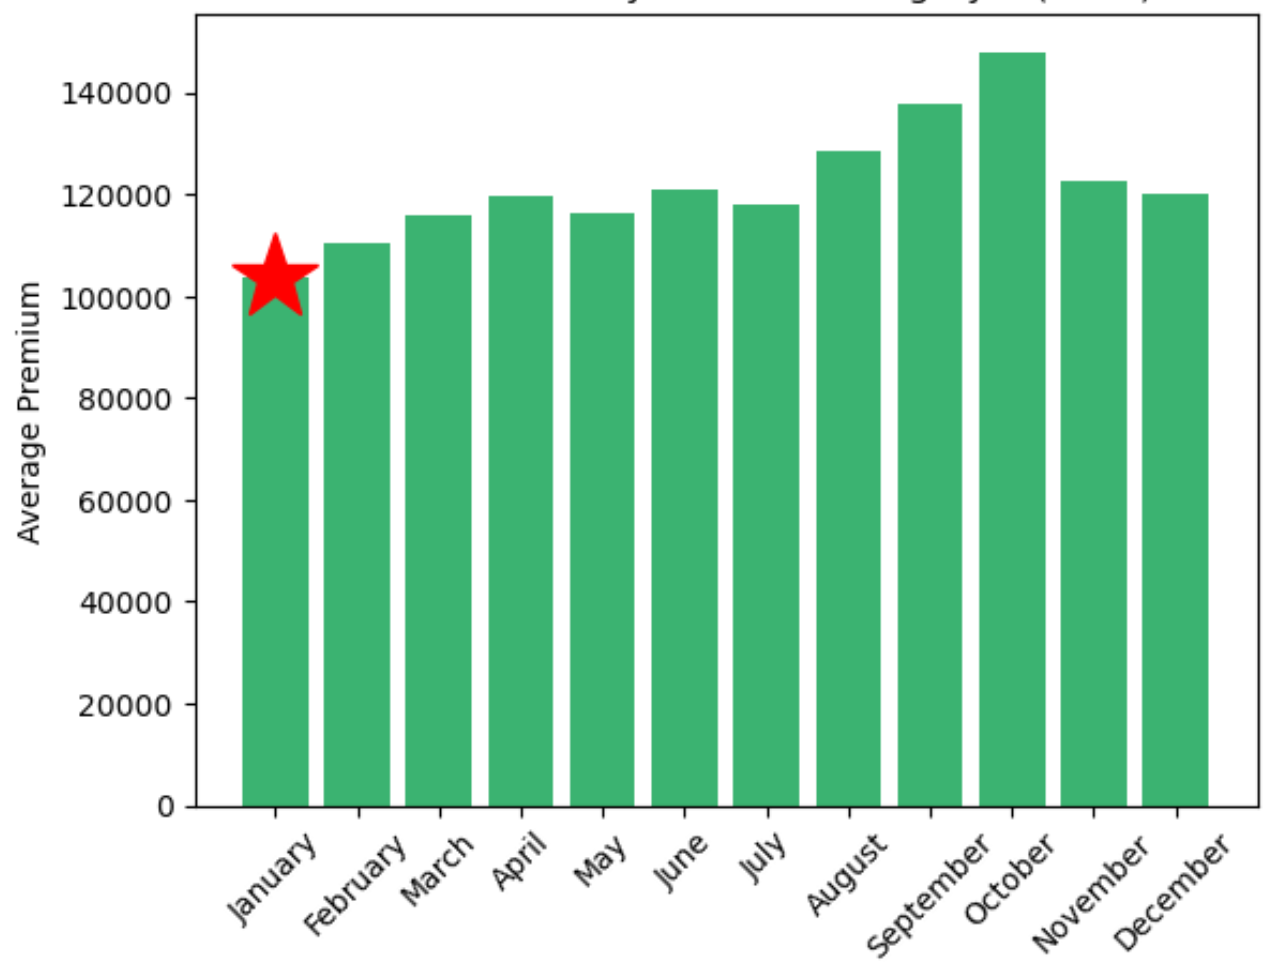 140000
120000
100000
80000
60000
40000
20000
0
Average Premium
January
February
March
April
May
June
July
August
September
October
November
December